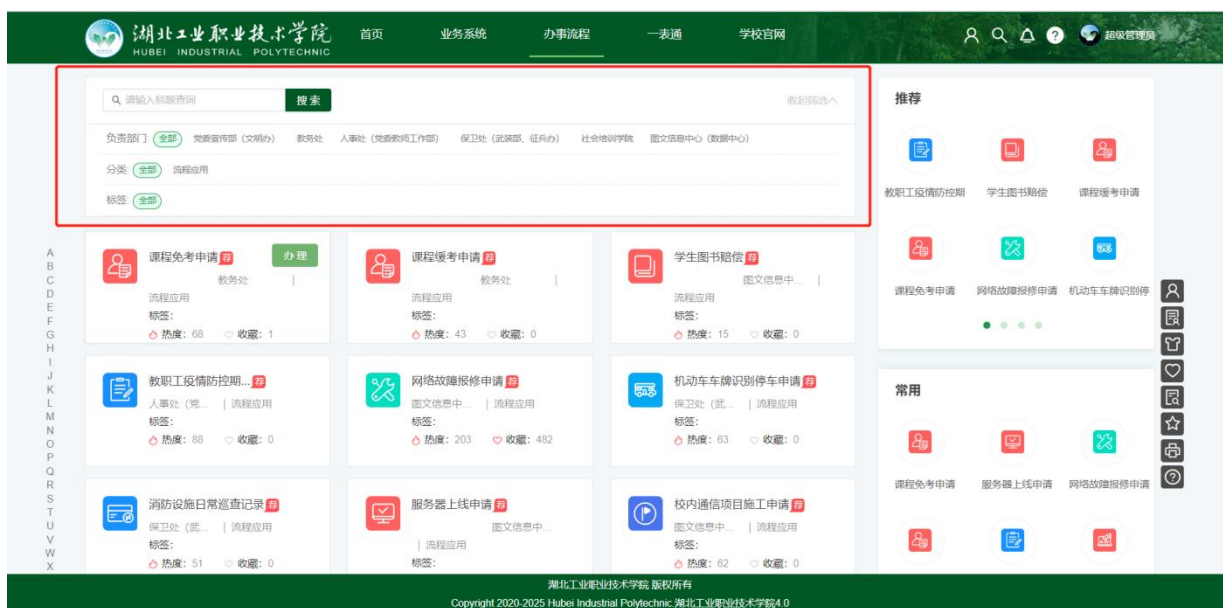 湖北工业职业技术学院
HUBEI INDUSTRIAL POLYTECHNIC
首页 业务系统 办事流程 一表通 学校官网
超级管理员
请输入标题查询 搜索 收起筛选
负责部门: 全部 党委宣传部（文明办） 教务处 人事处（党委教师工作部） 保卫处（武装部、征兵办） 社会培训学院 图文信息中心（数据中心）
分类: 全部 流程应用
标签: 全部
A
B
C
D
E
F
G
H
I
J
K
L
M
N
O
P
Q
R
S
T
U
V
W
X
课程免考申请 荐 办理
教务处 |
流程应用
标签:
热度: 68 收藏: 1
课程缓考申请 荐
教务处 |
流程应用
标签:
热度: 43 收藏: 0
学生图书赔偿 荐
图文信息中... |
流程应用
标签:
热度: 15 收藏: 0
教职工疫情防控期... 荐
人事处（党... | 流程应用
标签:
热度: 88 收藏: 0
网络故障报修申请 荐
图文信息中... | 流程应用
标签:
热度: 203 收藏: 482
机动车车牌识别停车申请 荐
保卫处（武... | 流程应用
标签:
热度: 63 收藏: 0
消防设施日常巡查记录 荐
保卫处（武... | 流程应用
标签:
热度: 51 收藏: 0
服务器上线申请 荐
图文信息中...
| 流程应用
标签:
校内通信项目施工申请 荐
图文信息中... | 流程应用
标签:
热度: 62 收藏: 0
推荐
教职工疫情防控期 学生图书赔偿 课程缓考申请
课程免考申请 网络故障报修申请 机动车车牌识别停
常用
课程免考申请 服务器上线申请 网络故障报修申请
湖北工业职业技术学院 版权所有
Copyright 2020-2025 Hubei Industrial Polytechnic.湖北工业职业技术学院4.0